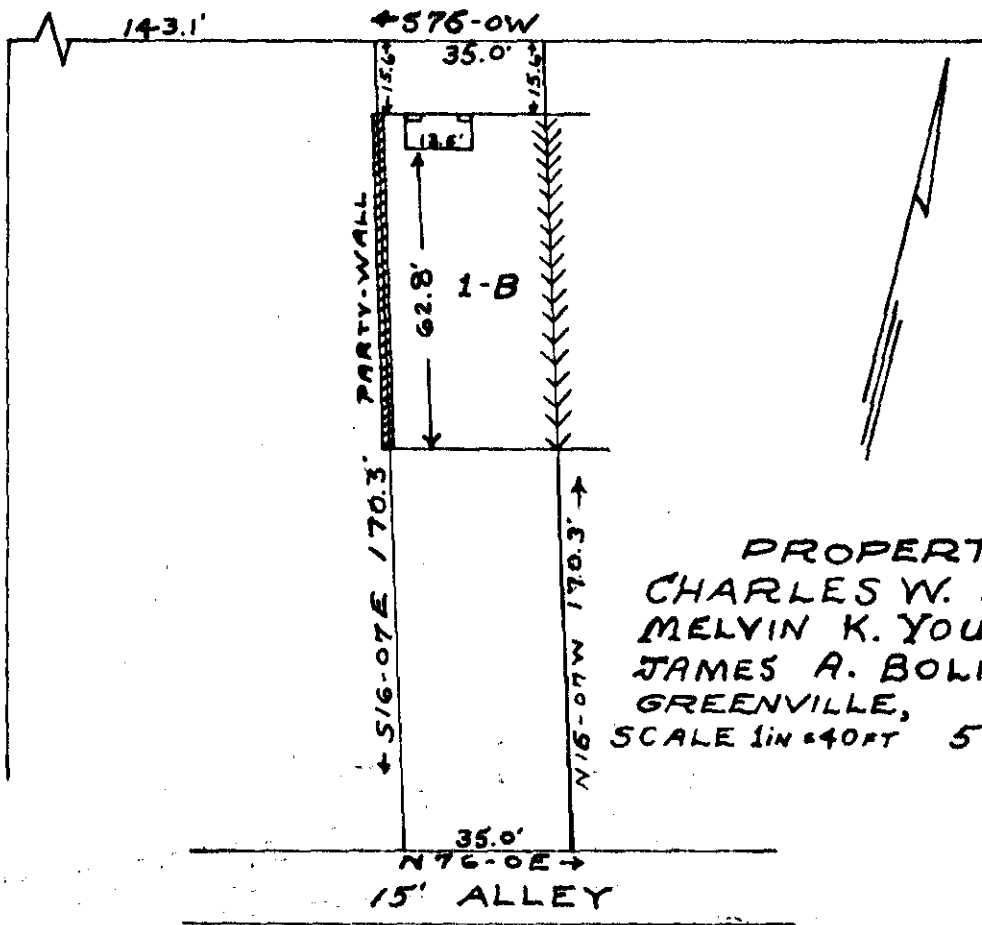 143.1'
←S76-0W
35.0'
15.6'
15.6'
PARTY-WALL
62.8'
1-B
←S16-07E 170.3'
N16-07W 170.3'→
PROPERT
CHARLES W.
MELVIN K. YOU
JAMES A. BOL
GREENVILLE,
SCALE 1IN=40FT 5
35.0'
N76-0E→
15' ALLEY